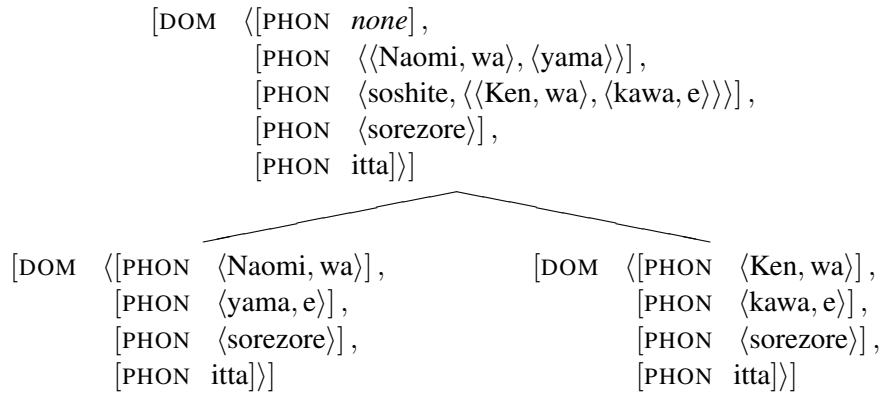 [DOM ⟨[PHON none],
[PHON ⟨⟨Naomi, wa⟩, ⟨yama⟩⟩],
[PHON ⟨soshite, ⟨⟨Ken, wa⟩, ⟨kawa, e⟩⟩⟩],
[PHON ⟨sorezore⟩],
[PHON itta]⟩]
[DOM ⟨[PHON ⟨Naomi, wa⟩],
[PHON ⟨yama, e⟩],
[PHON ⟨sorezore⟩],
[PHON itta]⟩]
[DOM ⟨[PHON ⟨Ken, wa⟩],
[PHON ⟨kawa, e⟩],
[PHON ⟨sorezore⟩],
[PHON itta]⟩]